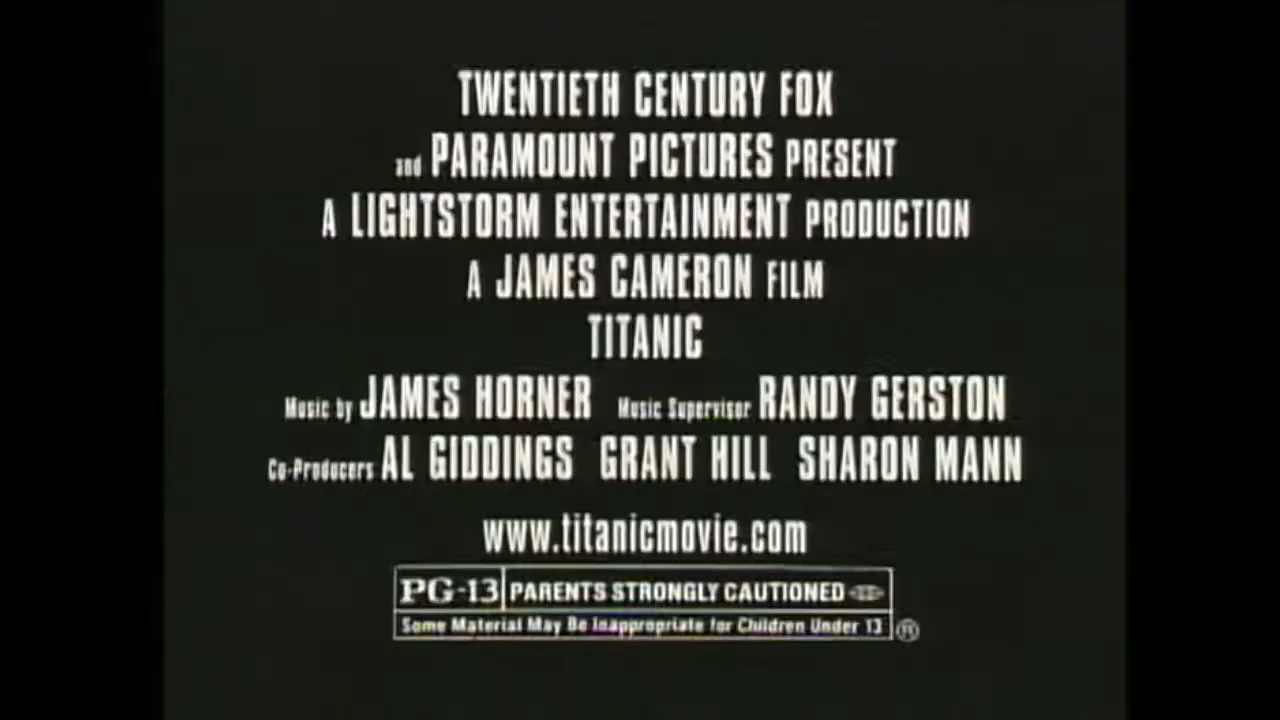 TWENTIETH CENTURY FOX
and PARAMOUNT PICTURES PRESENT
A LIGHTSTORM ENTERTAINMENT PRODUCTION
A JAMES CAMERON FILM
TITANIC
Music by JAMES HORNER Music Supervisor RANDY GERSTON
Co-Producers AL GIDDINGS GRANT HILL SHARON MANN
www.titanicmovie.com
PG-13 PARENTS STRONGLY CAUTIONED
Some Material May Be Inappropriate for Children Under 13 ®